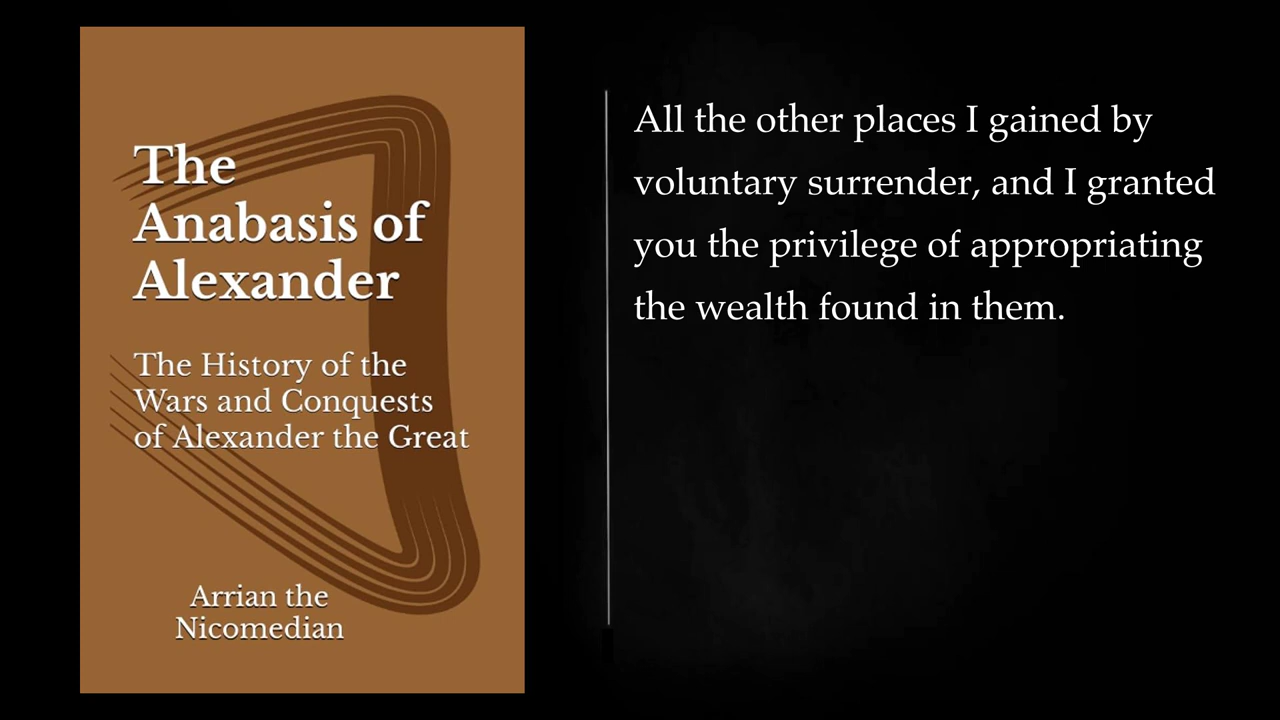 The
Anabasis of
Alexander
The History of the
Wars and Conquests
of Alexander the Great
Arrian the
Nicomedian
All the other places I gained by
voluntary surrender, and I granted
you the privilege of appropriating
the wealth found in them.